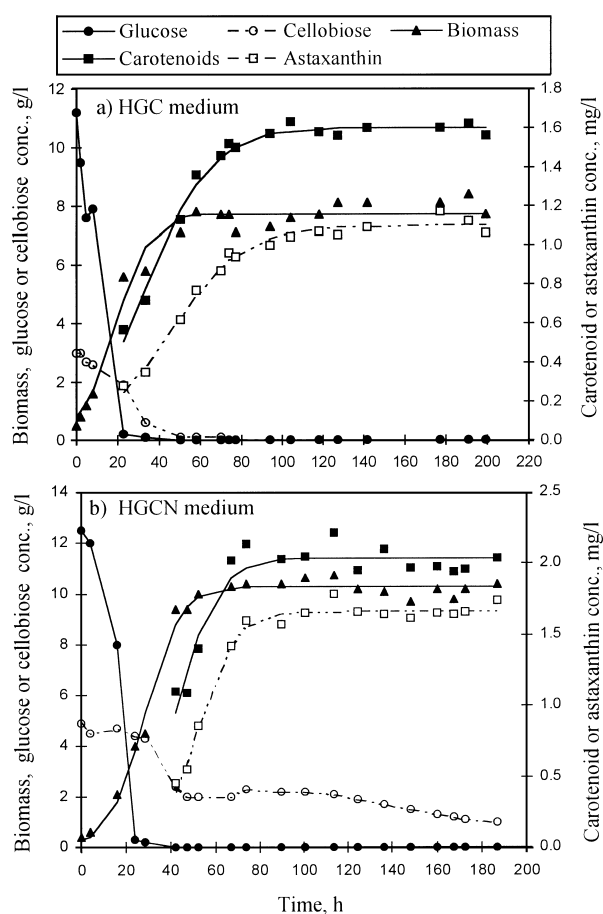 Glucose Cellobiose Biomass
Carotenoids Astaxanthin
a) HGC medium
Biomass, glucose or cellobiose conc., g/l
12
10
8
6
4
2
0
Carotenoid or astaxanthin conc., mg/l
1.8
1.6
1.4
1.2
1.0
0.8
0.6
0.4
0.2
0.0
0 20 40 60 80 100 120 140 160 180 200 220
b) HGCN medium
Biomass, glucose or cellobiose conc., g/l
14
12
10
8
6
4
2
0
Carotenoid or astaxanthin conc., mg/l
2.5
2.0
1.5
1.0
0.5
0.0
0 20 40 60 80 100 120 140 160 180 200
Time, h